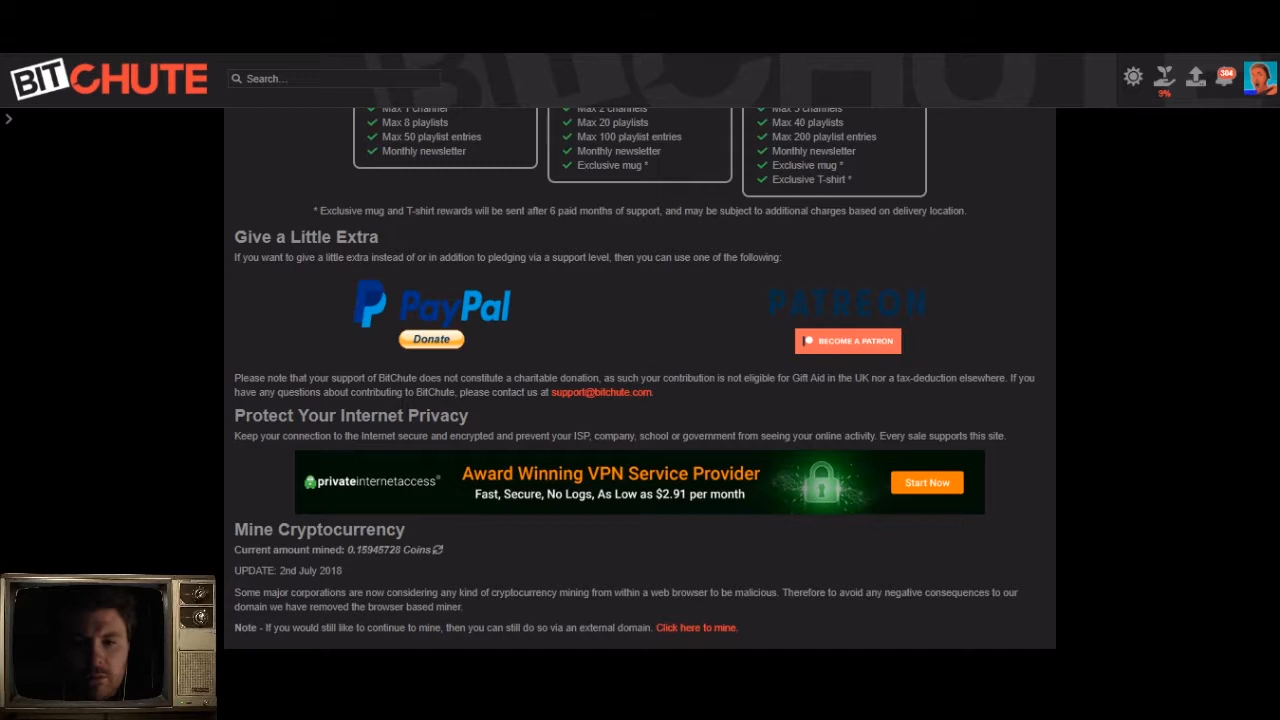 BITCHUTE
Search...
304
9%
Max 1 channel
Max 8 playlists
Max 50 playlist entries
Monthly newsletter
Max 2 channels
Max 20 playlists
Max 100 playlist entries
Monthly newsletter
Exclusive mug *
Max 5 channels
Max 40 playlists
Max 200 playlist entries
Monthly newsletter
Exclusive mug *
Exclusive T-shirt *
* Exclusive mug and T-shirt rewards will be sent after 6 paid months of support, and may be subject to additional charges based on delivery location.
Give a Little Extra
If you want to give a little extra instead of or in addition to pledging via a support level, then you can use one of the following:
PayPal
Donate
PATREON
BECOME A PATRON
Please note that your support of BitChute does not constitute a charitable donation, as such your contribution is not eligible for Gift Aid in the UK nor a tax-deduction elsewhere. If you
have any questions about contributing to BitChute, please contact us at support@bitchute.com.
Protect Your Internet Privacy
Keep your connection to the Internet secure and encrypted and prevent your ISP, company, school or government from seeing your online activity. Every sale supports this site.
privateinternetaccess®
Award Winning VPN Service Provider
Fast, Secure, No Logs, As Low as $2.91 per month
Start Now
Mine Cryptocurrency
Current amount mined: 0.15945728 Coins
UPDATE: 2nd July 2018
Some major corporations are now considering any kind of cryptocurrency mining from within a web browser to be malicious. Therefore to avoid any negative consequences to our
domain we have removed the browser based miner.
Note - If you would still like to continue to mine, then you can still do so via an external domain. Click here to mine.